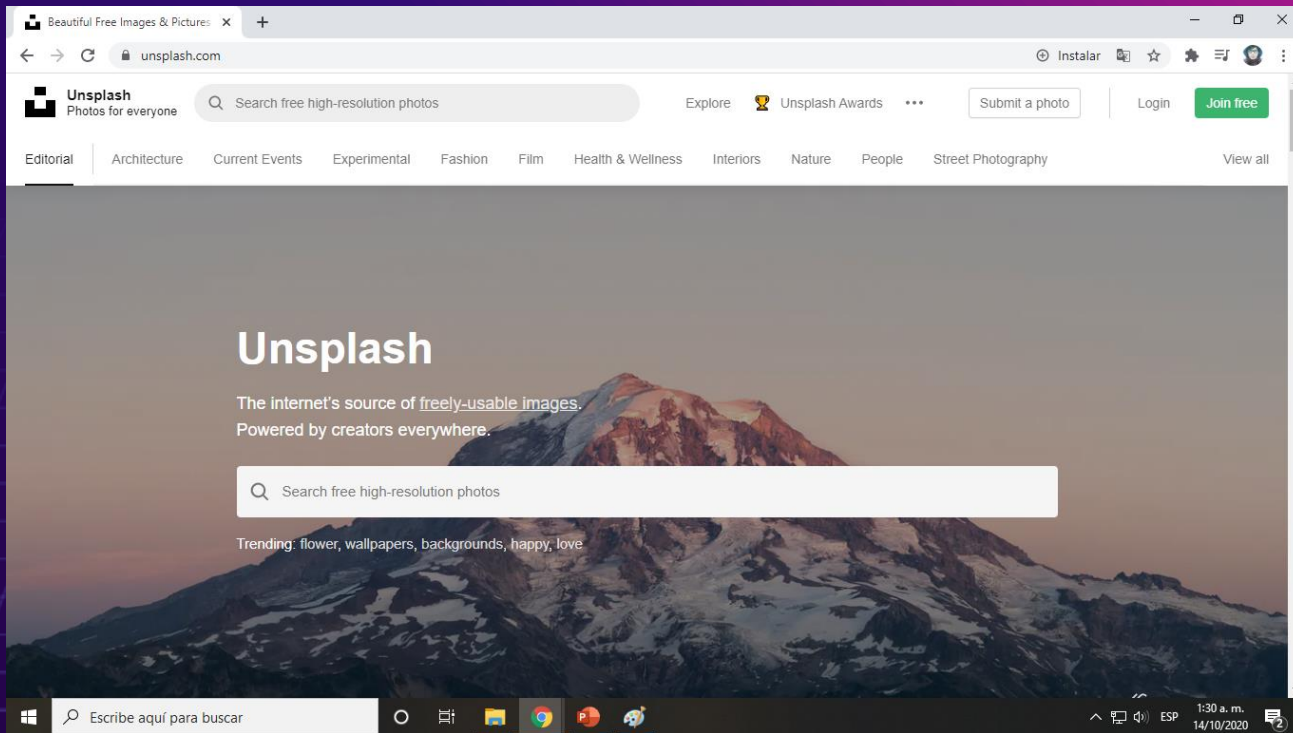 Beautiful Free Images & Pictures
unsplash.com
Instalar
Unsplash
Photos for everyone
Search free high-resolution photos
Explore
Unsplash Awards
Submit a photo
Login
Join free
Editorial
Architecture
Current Events
Experimental
Fashion
Film
Health & Wellness
Interiors
Nature
People
Street Photography
View all
Unsplash
The internet's source of freely-usable images.
Powered by creators everywhere.
Search free high-resolution photos
Trending: flower, wallpapers, backgrounds, happy, love
Escribe aquí para buscar
ESP
1:30 a. m.
14/10/2020
2